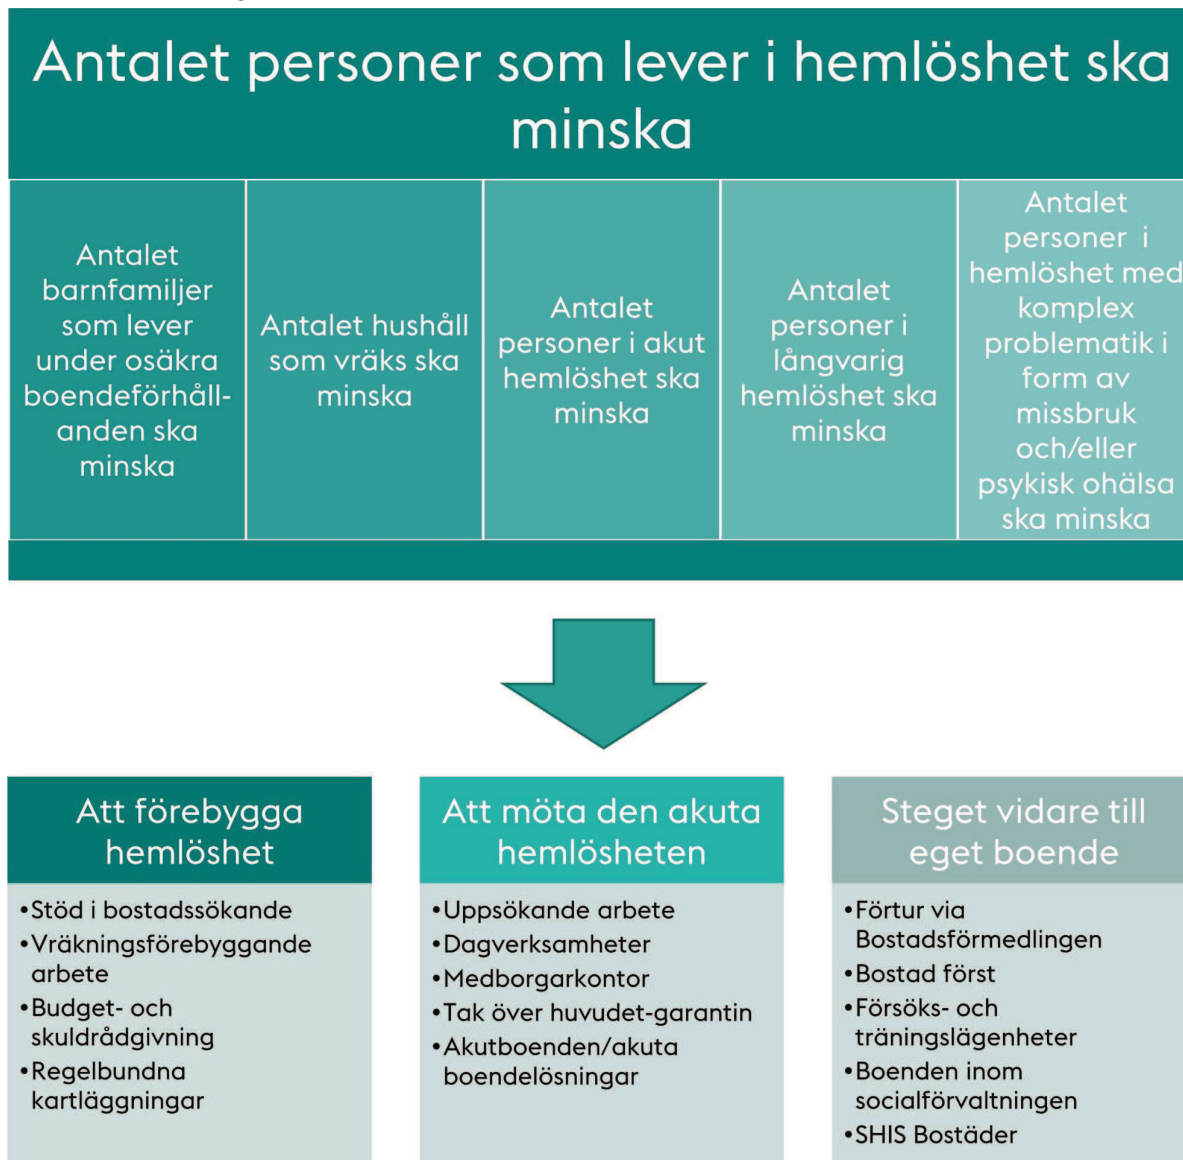 Antalet personer som lever i hemlöshet ska
minska
Antalet
barnfamiljer
som lever
under osäkra
boendeförhåll-
anden ska
minska
Antalet hushåll
som vräks ska
minska
Antalet
personer i akut
hemlöshet ska
minska
Antalet
personer i
långvarig
hemlöshet ska
minska
Antalet
personer i
hemlöshet med
komplex
problematik i
form av
missbruk
och/eller
psykisk ohälsa
ska minska
Att förebygga
hemlöshet
•Stöd i bostadssökande
•Vräkningsförebyggande
arbete
•Budget- och
skuldrådgivning
•Regelbundna
kartläggningar
Att möta den akuta
hemlösheten
•Uppsökande arbete
•Dagverksamheter
•Medborgarkontor
•Tak över huvudet-garantin
•Akutboenden/akuta
boendelösningar
Steget vidare till
eget boende
•Förtur via
Bostadsförmedlingen
•Bostad först
•Försöks- och
träningslägenheter
•Boenden inom
socialförvaltningen
•SHIS Bostäder